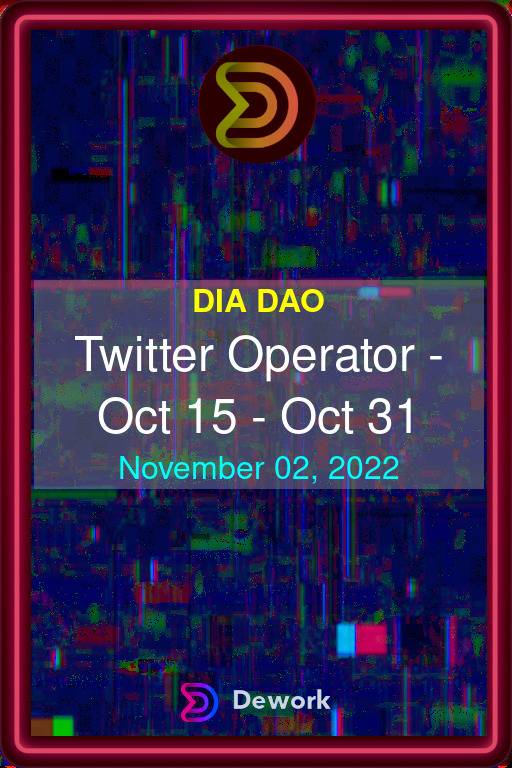 DIA DAO
Twitter Operator -
Oct 15 - Oct 31
November 02, 2022
Dework